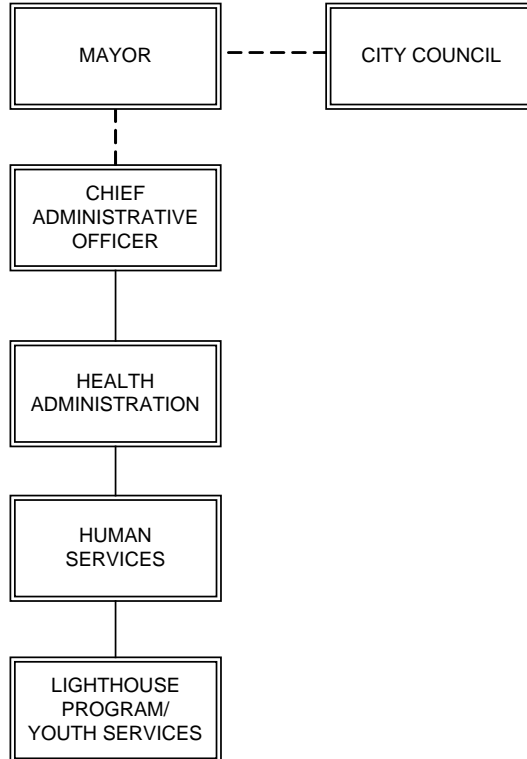 MAYOR
CITY COUNCIL
CHIEF
ADMINISTRATIVE
OFFICER
HEALTH
ADMINISTRATION
HUMAN
SERVICES
LIGHTHOUSE
PROGRAM/
YOUTH SERVICES